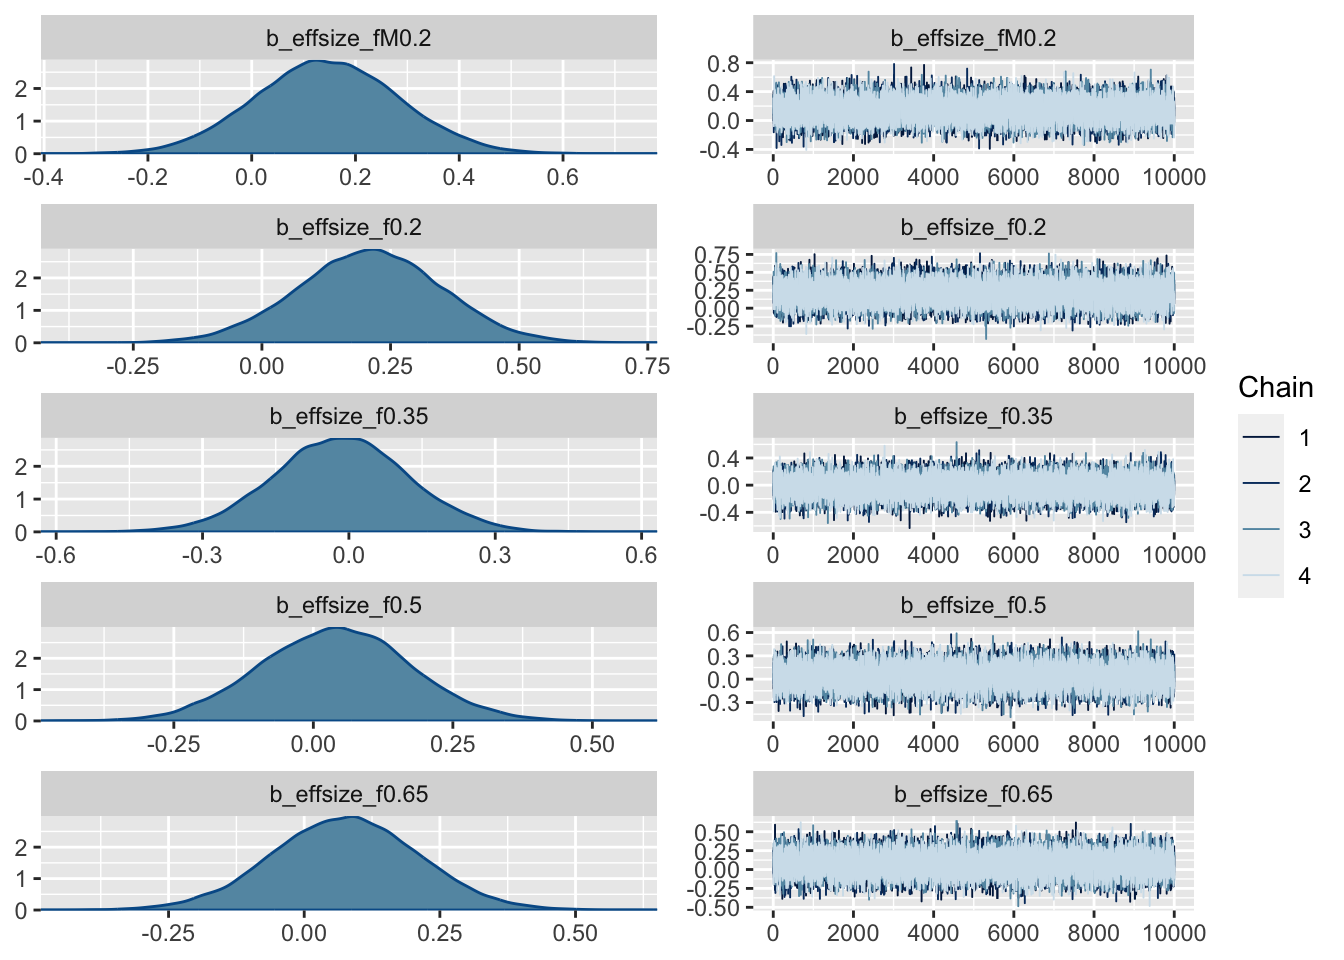 b_effsize_fM0.2
2
1
0
-0.4 -0.2 0.0 0.2 0.4 0.6
b_effsize_fM0.2
0.8
0.4
0.0
-0.4
0 2000 4000 6000 8000 10000
b_effsize_f0.2
2
1
0
-0.25 0.00 0.25 0.50 0.75
b_effsize_f0.2
0.75
0.50
0.25
0.00
-0.25
0 2000 4000 6000 8000 10000
b_effsize_f0.35
2
1
0
-0.6 -0.3 0.0 0.3 0.6
b_effsize_f0.35
0.4
0.0
-0.4
0 2000 4000 6000 8000 10000
b_effsize_f0.5
2
1
0
-0.25 0.00 0.25 0.50
b_effsize_f0.5
0.6
0.3
0.0
-0.3
0 2000 4000 6000 8000 10000
b_effsize_f0.65
2
1
0
-0.25 0.00 0.25 0.50
b_effsize_f0.65
0.50
0.25
0.00
-0.25
-0.50
0 2000 4000 6000 8000 10000
Chain
1
2
3
4